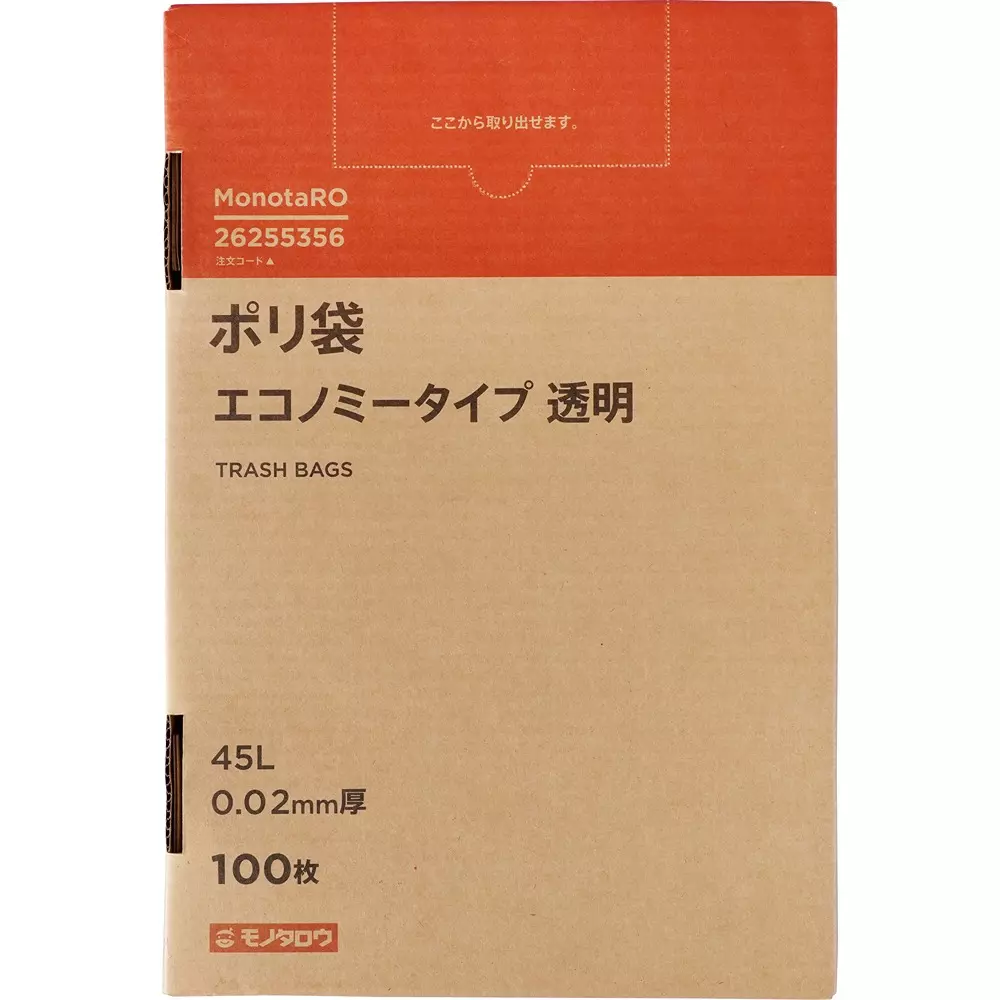 ここから取り出せます。
MonotaRO
26255356
注文コード▲
ポリ袋
エコノミータイプ 透明
TRASH BAGS
45L
0.02mm厚
100枚
モノタロウ